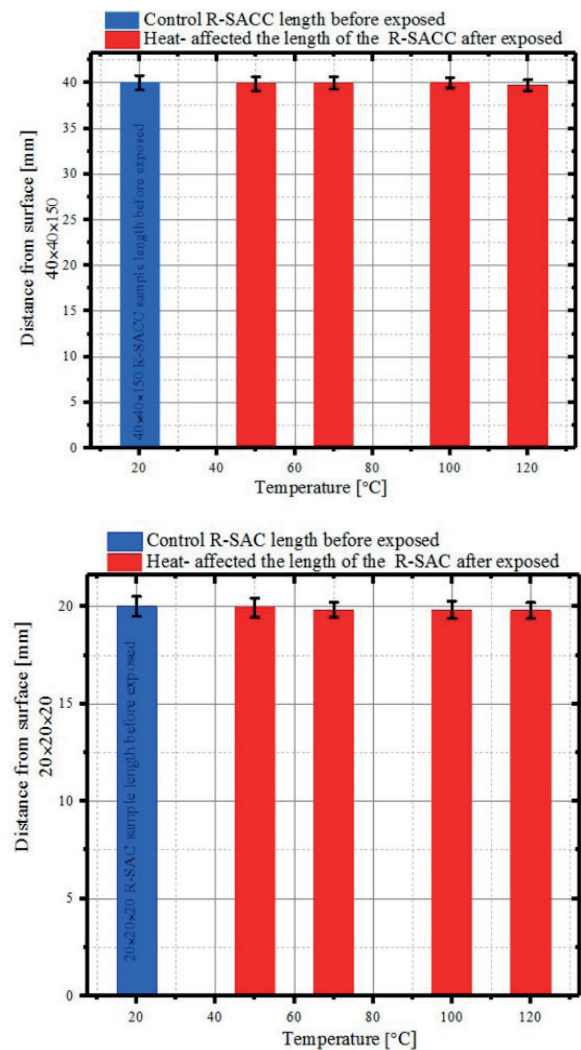 Control R-SACC length before exposed
Heat- affected the length of the  R-SACC after exposed
40
35
30
25
20
15
10
5
0
Distance from surface [mm]
40×40×150
40×40×150 R-SACC sample length before exposed
20 40 60 80 100 120
Temperature [°C]
Control R-SAC length before exposed
Heat- affected the length of the  R-SAC after exposed
20
15
10
5
0
Distance from surface [mm]
20×20×20
20×20×20 R-SAC sample length before exposed
20 40 60 80 100 120
Temperature [°C]